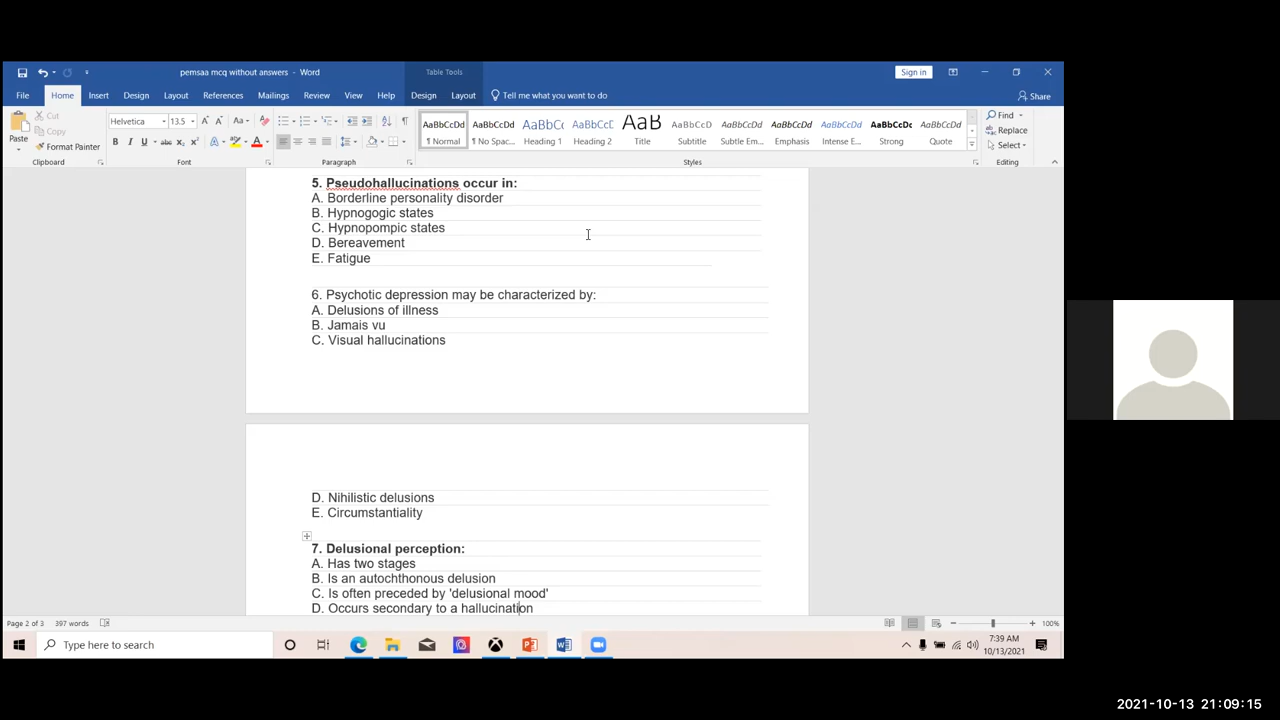 pemsaa mcq without answers - Word
Table Tools
Sign in
File Home Insert Design Layout References Mailings Review View Help Design Layout Tell me what you want to do
Share
Paste
Cut
Copy
Format Painter
Clipboard
Helvetica 13.5
Font
Paragraph
AaBbCcDd AaBbCcDd AaBbCc AaBbCcD AaB AaBbCcD AaBbCcDd AaBbCcDd AaBbCcDd AaBbCcDc AaBbCcDd
¶ Normal ¶ No Spac... Heading 1 Heading 2 Title Subtitle Subtle Em... Emphasis Intense E... Strong Quote
Styles
Find
Replace
Select
Editing
5. Pseudohallucinations occur in:
A. Borderline personality disorder
B. Hypnogogic states
C. Hypnopompic states
D. Bereavement
E. Fatigue
6. Psychotic depression may be characterized by:
A. Delusions of illness
B. Jamais vu
C. Visual hallucinations
D. Nihilistic delusions
E. Circumstantiality
7. Delusional perception:
A. Has two stages
B. Is an autochthonous delusion
C. Is often preceded by 'delusional mood'
D. Occurs secondary to a hallucination
Page 2 of 3 397 words
100%
Type here to search
7:39 AM
10/13/2021
2021-10-13 21:09:15